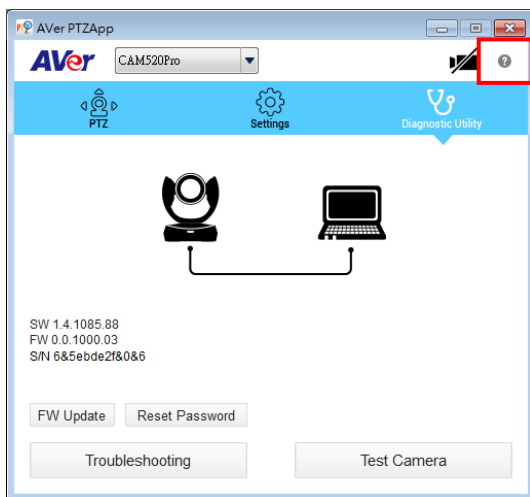 AVer PTZApp
AVer CAM520Pro ?
PTZ Settings Diagnostic Utility
SW 1.4.1085.88
FW 0.0.1000.03
S/N 6&5ebde2f&0&6
FW Update Reset Password
Troubleshooting Test Camera